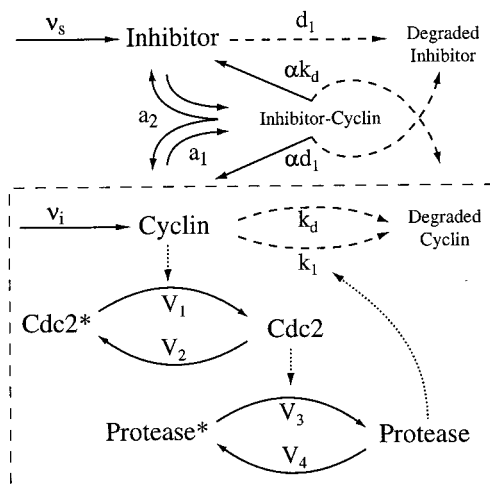 νs Inhibitor d1 Degraded Inhibitor
αkd
a2 Inhibitor-Cyclin
a1 αd1
νi Cyclin kd Degraded Cyclin
k1
Cdc2* V1 Cdc2
V2
Protease* V3 Protease
V4